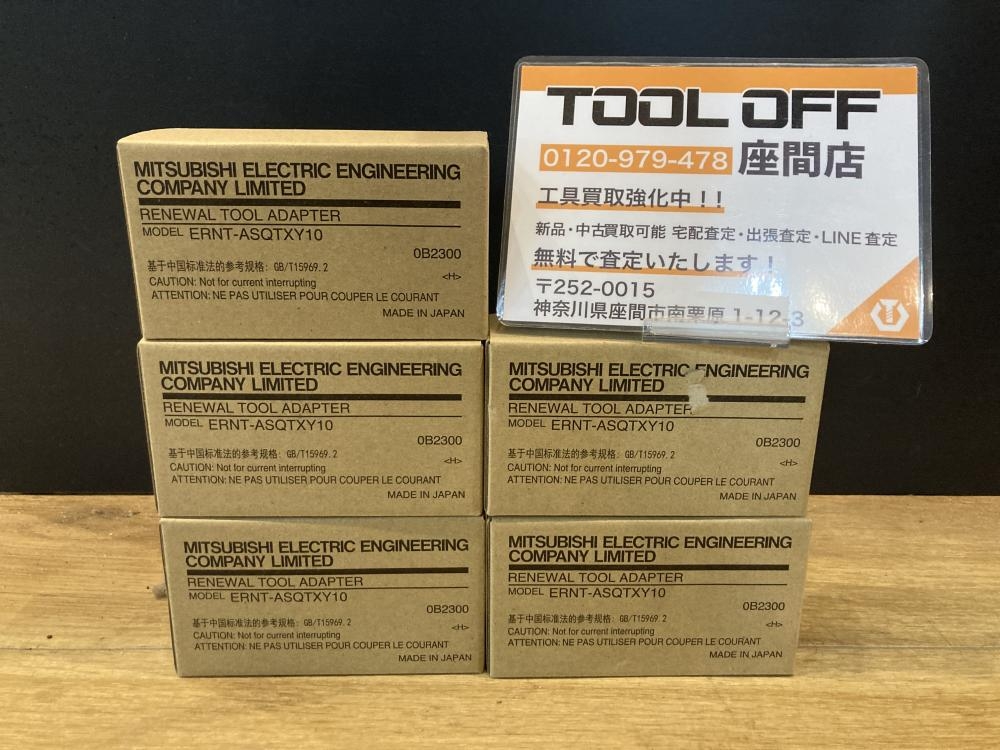 MITSUBISHI ELECTRIC ENGINEERING
COMPANY LIMITED
RENEWAL TOOL ADAPTER
MODEL ERNT-ASQTXY10
0B2300
基于中国标准法的参考规格: GB/T15969.2
<H>
CAUTION: Not for current interrupting
ATTENTION: NE PAS UTILISER POUR COUPER LE COURANT
MADE IN JAPAN
TOOL OFF
0120-979-478 座間店
工具買取強化中!!
新品・中古買取可能 宅配査定・出張査定・LINE査定
無料で査定いたします!
〒252-0015
神奈川県座間市南栗原 1-12-3
MITSUBISHI ELECTRIC ENGINEERING
COMPANY LIMITED
RENEWAL TOOL ADAPTER
MODEL ERNT-ASQTXY10
0B2300
基于中国标准法的参考规格: GB/T15969.2
<H>
CAUTION: Not for current interrupting
ATTENTION: NE PAS UTILISER POUR COUPER LE COURANT
MADE IN JAPAN
MITSUBISHI ELECTRIC ENGINEERING
COMPANY LIMITED
RENEWAL TOOL ADAPTER
MODEL ERNT-ASQTXY10
0B2300
基于中国标准法的参考规格: GB/T15969.2
<H>
CAUTION: Not for current interrupting
ATTENTION: NE PAS UTILISER POUR COUPER LE COURANT
MADE IN JAPAN
MITSUBISHI ELECTRIC ENGINEERING
COMPANY LIMITED
RENEWAL TOOL ADAPTER
MODEL ERNT-ASQTXY10
0B2300
基于中国标准法的参考规格: GB/T15969.2
<H>
CAUTION: Not for current interrupting
ATTENTION: NE PAS UTILISER POUR COUPER LE COURANT
MADE IN JAPAN
MITSUBISHI ELECTRIC ENGINEERING
COMPANY LIMITED
RENEWAL TOOL ADAPTER
MODEL ERNT-ASQTXY10
0B2300
基于中国标准法的参考规格: GB/T15969.2
<H>
CAUTION: Not for current interrupting
ATTENTION: NE PAS UTILISER POUR COUPER LE COURANT
MADE IN JAPAN